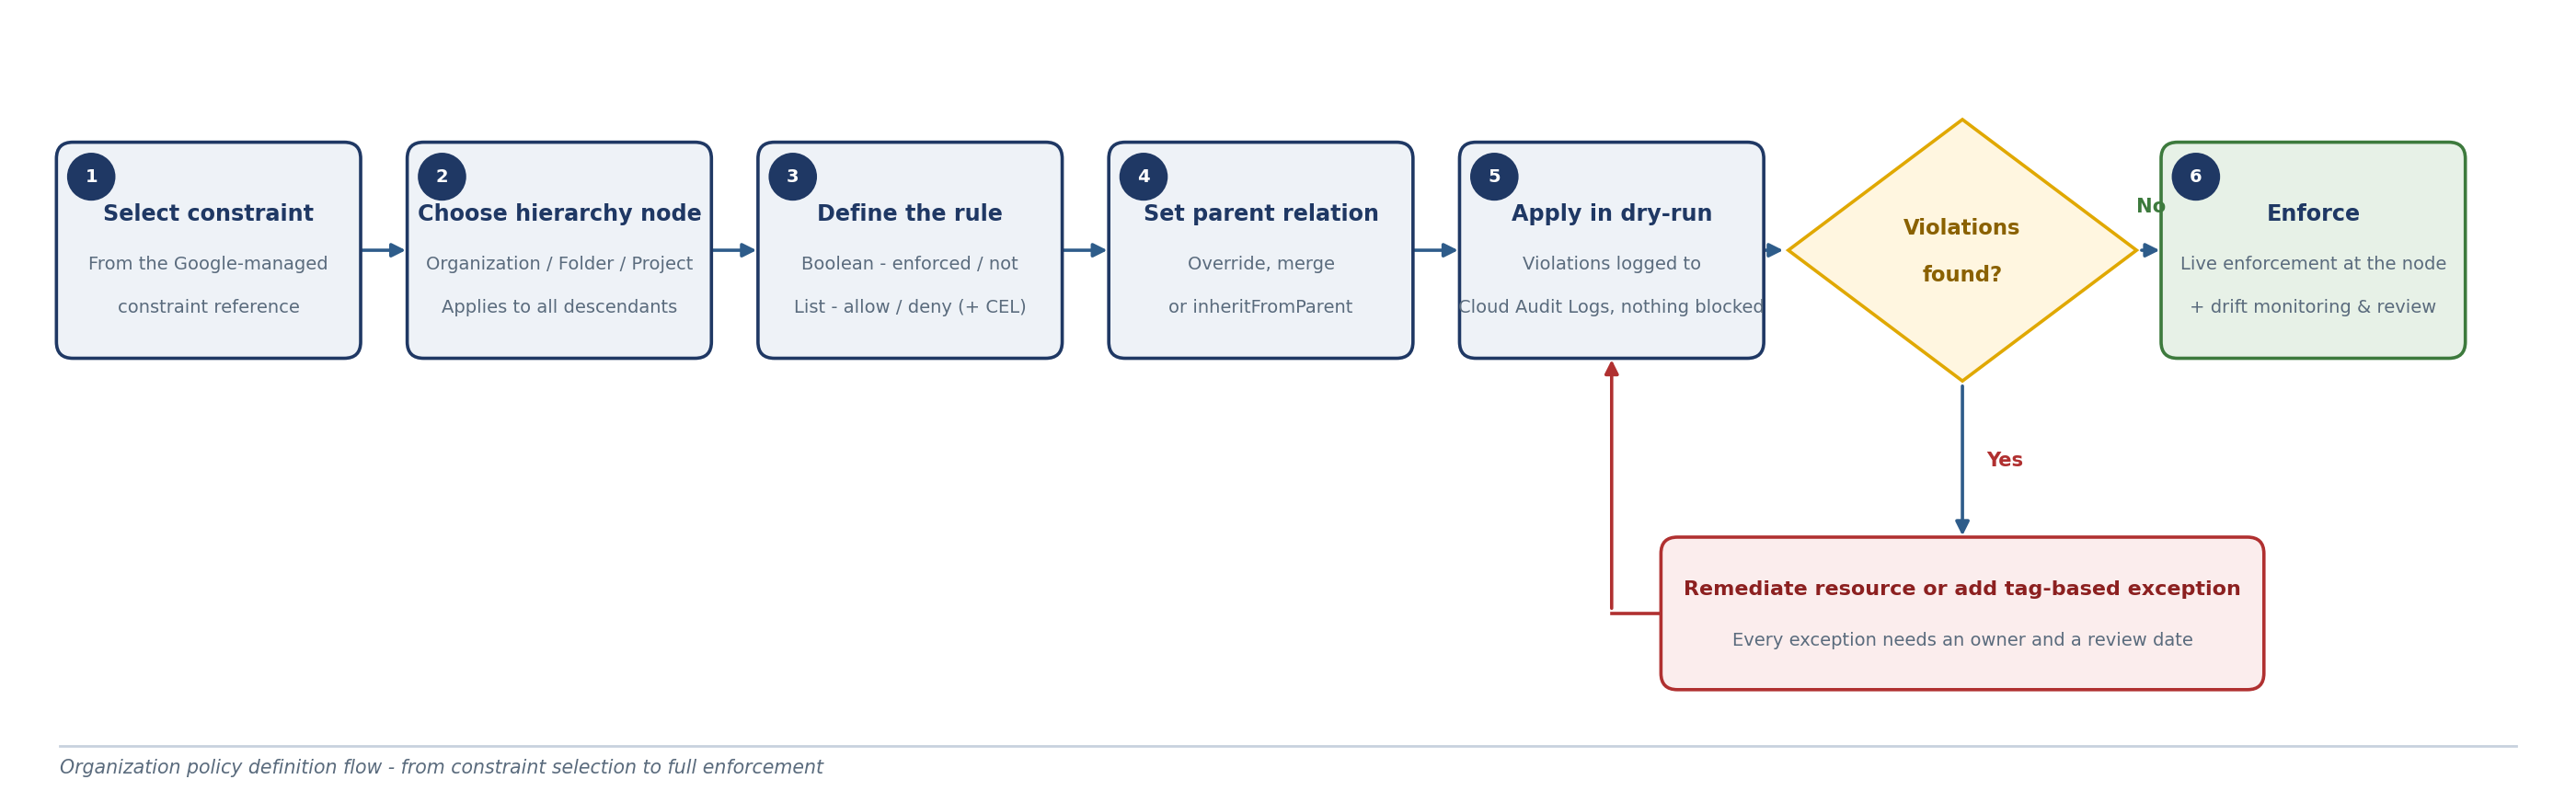 1
Select constraint
From the Google-managed
constraint reference
2
Choose hierarchy node
Organization / Folder / Project
Applies to all descendants
3
Define the rule
Boolean - enforced / not
List - allow / deny (+ CEL)
4
Set parent relation
Override, merge
or inheritFromParent
5
Apply in dry-run
Violations logged to
Cloud Audit Logs, nothing blocked
Violations
found?
No
6
Enforce
Live enforcement at the node
+ drift monitoring & review
Yes
Remediate resource or add tag-based exception
Every exception needs an owner and a review date
Organization policy definition flow - from constraint selection to full enforcement